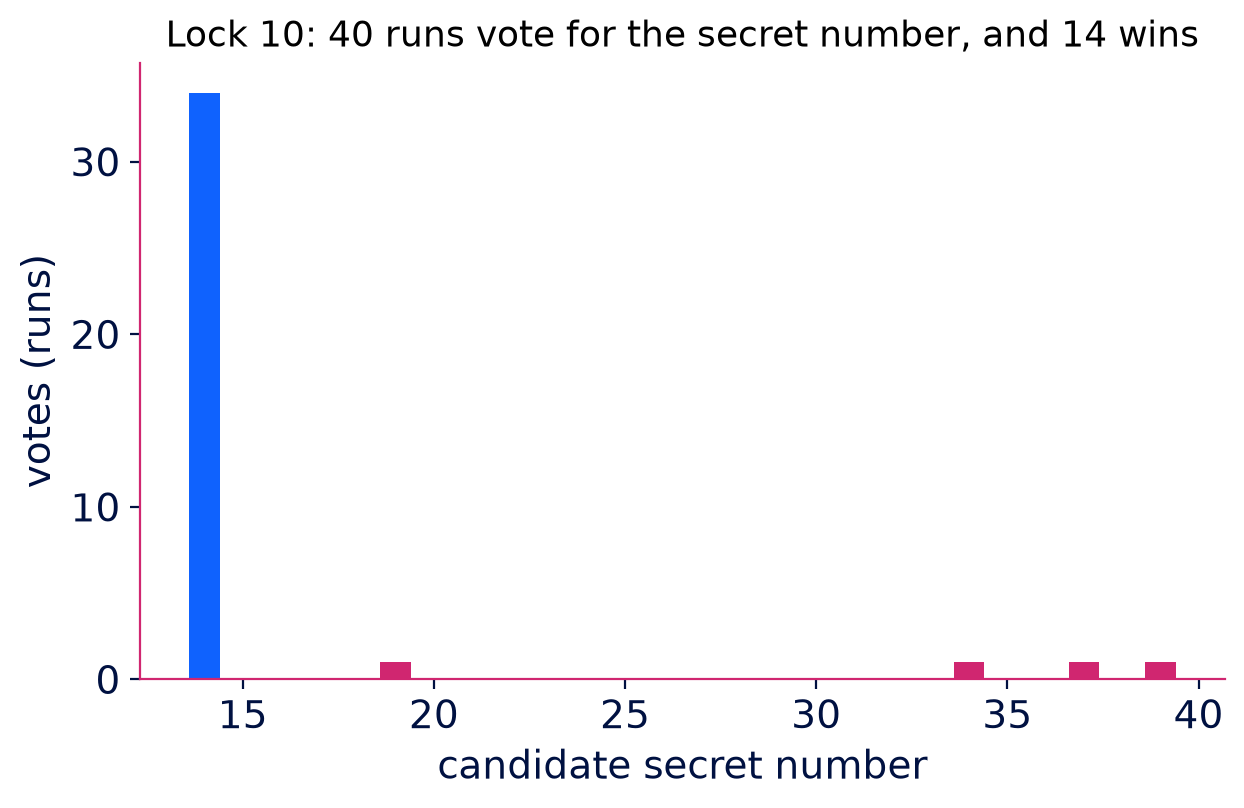 Lock 10: 40 runs vote for the secret number, and 14 wins
votes (runs)
30
20
10
0
15 20 25 30 35 40
candidate secret number